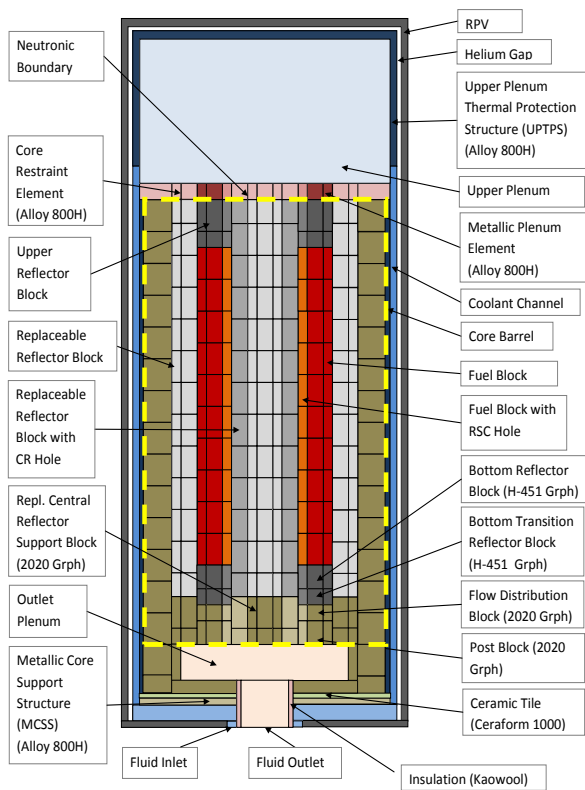 Neutronic
Boundary
Core
Restraint
Element
(Alloy 800H)
Upper
Reflector
Block
Replaceable
Reflector Block
Replaceable
Reflector
Block with
CR Hole
Repl. Central
Reflector
Support Block
(2020 Grph)
Outlet
Plenum
Metallic Core
Support
Structure
(MCSS)
(Alloy 800H)
Fluid Inlet
Fluid Outlet
RPV
Helium Gap
Upper Plenum
Thermal Protection
Structure (UPTPS)
(Alloy 800H)
Upper Plenum
Metallic Plenum
Element
(Alloy 800H)
Coolant Channel
Core Barrel
Fuel Block
Fuel Block with
RSC Hole
Bottom Reflector
Block (H-451 Grph)
Bottom Transition
Reflector Block
(H-451 Grph)
Flow Distribution
Block (2020 Grph)
Post Block (2020
Grph)
Ceramic Tile
(Ceraform 1000)
Insulation (Kaowool)